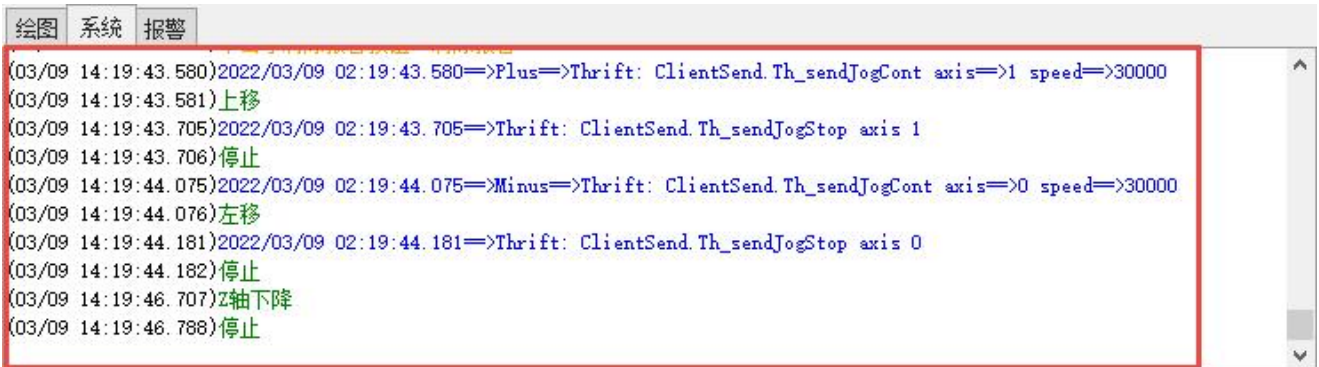 绘图 系统 报警
(03/09 14:19:43.580)2022/03/09 02:19:43.580==>Plus==>Thrift: ClientSend.Th_sendJogCont axis==>1 speed==>30000
(03/09 14:19:43.581)上移
(03/09 14:19:43.705)2022/03/09 02:19:43.705==>Thrift: ClientSend.Th_sendJogStop axis 1
(03/09 14:19:43.706)停止
(03/09 14:19:44.075)2022/03/09 02:19:44.075==>Minus==>Thrift: ClientSend.Th_sendJogCont axis==>0 speed==>30000
(03/09 14:19:44.076)左移
(03/09 14:19:44.181)2022/03/09 02:19:44.181==>Thrift: ClientSend.Th_sendJogStop axis 0
(03/09 14:19:44.182)停止
(03/09 14:19:46.707)Z轴下降
(03/09 14:19:46.788)停止